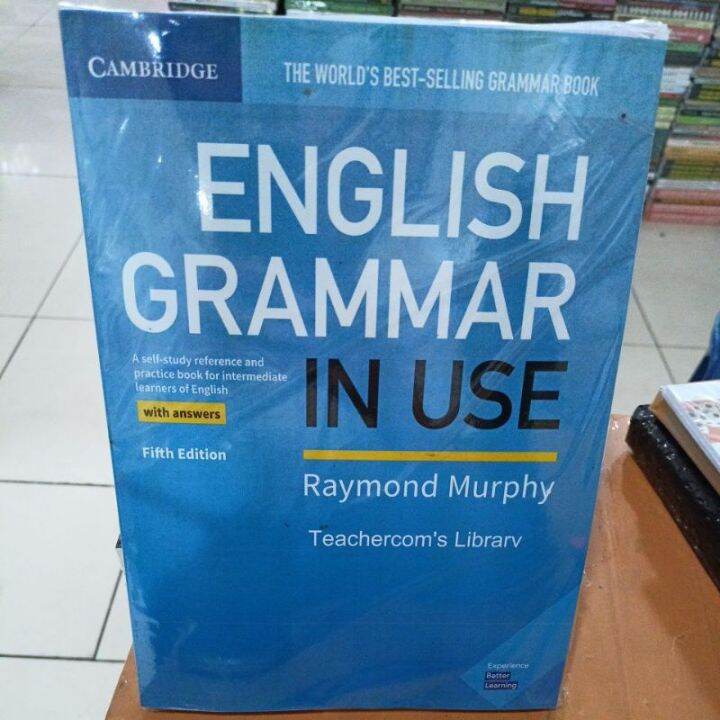 CAMBRIDGE
THE WORLD'S BEST-SELLING GRAMMAR BOOK
ENGLISH
GRAMMAR
IN USE
A self-study reference and
practice book for intermediate
learners of English
with answers
Fifth Edition
Raymond Murphy
Teachercom's Library
Experience
Better
Learning